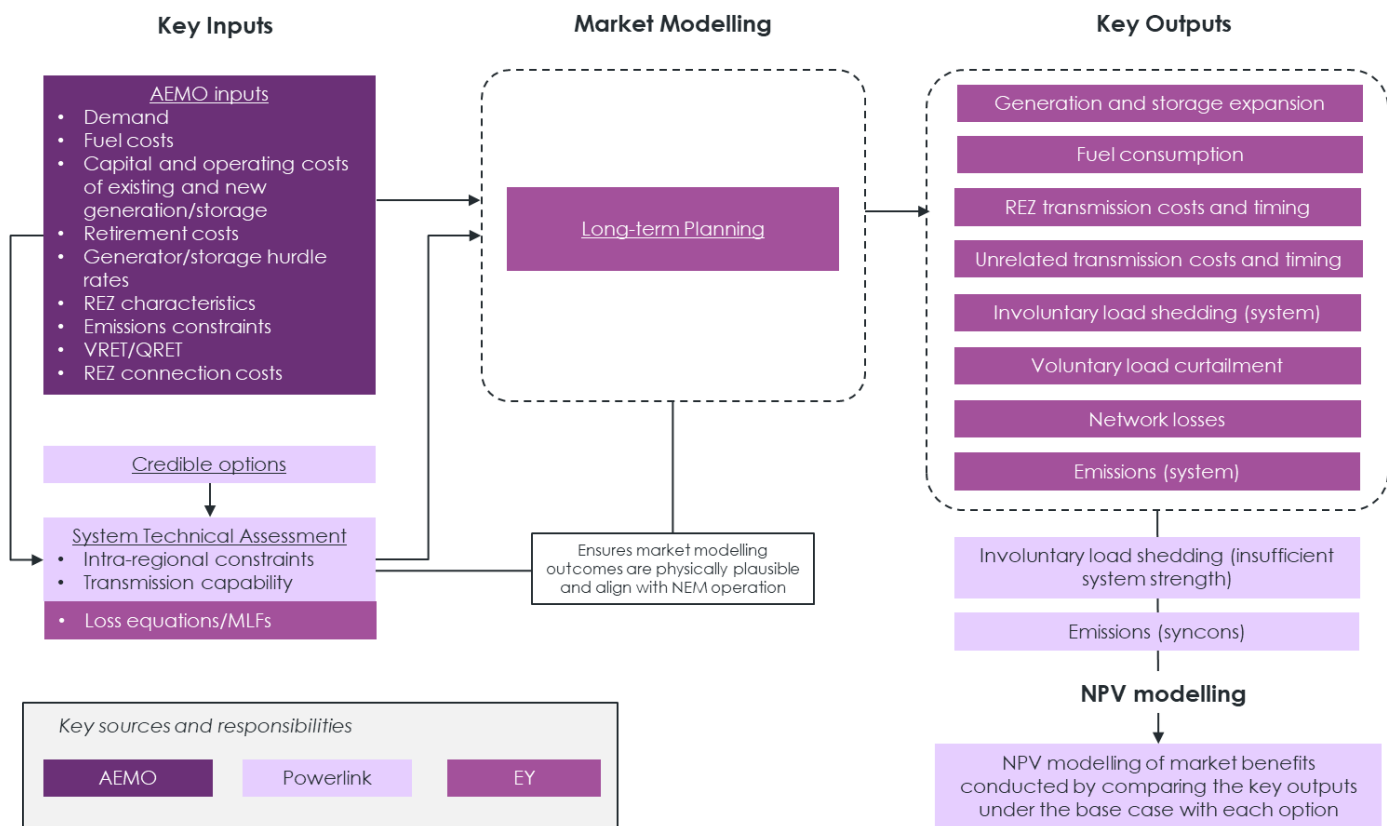 Key Inputs
Market Modelling
Key Outputs
AEMO inputs
• Demand
• Fuel costs
• Capital and operating costs
of existing and new
generation/storage
• Retirement costs
• Generator/storage hurdle
rates
• REZ characteristics
• Emissions constraints
• VRET/QRET
• REZ connection costs
Credible options
System Technical Assessment
• Intra-regional constraints
• Transmission capability
• Loss equations/MLFs
Long-term Planning
Ensures market modelling
outcomes are physically plausible
and align with NEM operation
Generation and storage expansion
Fuel consumption
REZ transmission costs and timing
Unrelated transmission costs and timing
Involuntary load shedding (system)
Voluntary load curtailment
Network losses
Emissions (system)
Involuntary load shedding (insufficient
system strength)
Emissions (syncons)
NPV modelling
NPV modelling of market benefits
conducted by comparing the key outputs
under the base case with each option
Key sources and responsibilities
AEMO
Powerlink
EY